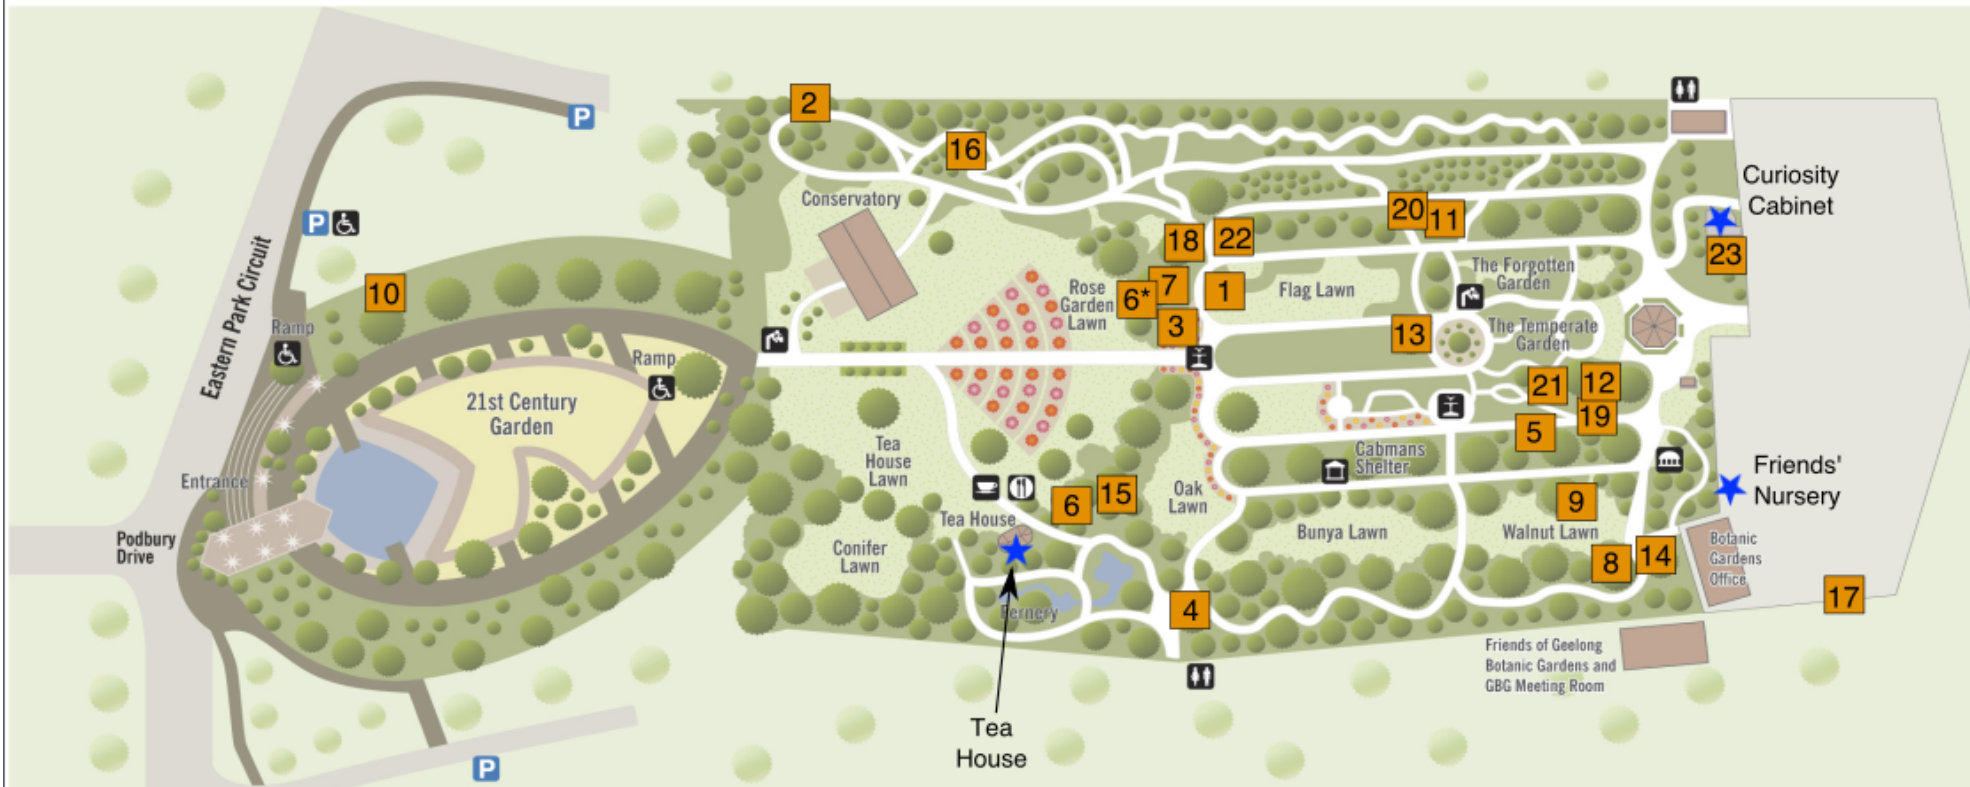 2
16
P
Curiosity
Cabinet
Conservatory
20
11
P
18
22
23
Eastern Park Circuit
10
7
6*
1
3
Rose
Garden
Lawn
Flag Lawn
The Forgotten
Garden
13
The Temperate
Garden
Ramp
Ramp
21st Century
Garden
21
12
19
5
Tea
House
Lawn
Cabmans
Shelter
Friends'
Nursery
Entrance
6
15
Oak
Lawn
9
Tea House
Bunya Lawn
Walnut Lawn
Podbury
Drive
Conifer
Lawn
8
14
Botanic
Gardens
Office
17
Fernery
4
Friends of Geelong
Botanic Gardens and
GBG Meeting Room
Tea
House
P